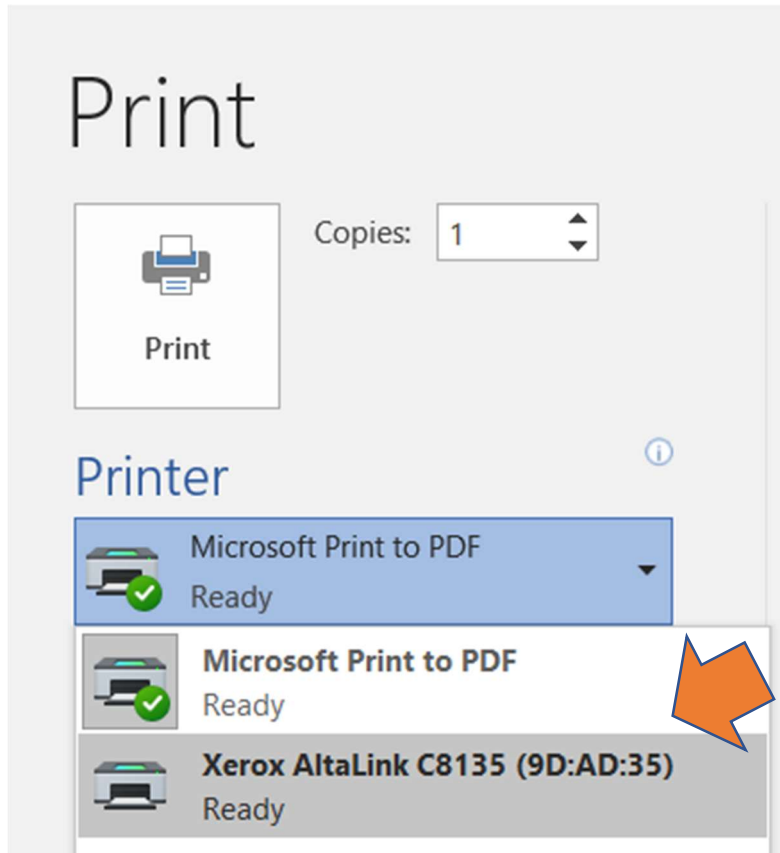 Print
Copies: 1
Print
Printer
Microsoft Print to PDF
Ready
Microsoft Print to PDF
Ready
Xerox AltaLink C8135 (9D:AD:35)
Ready